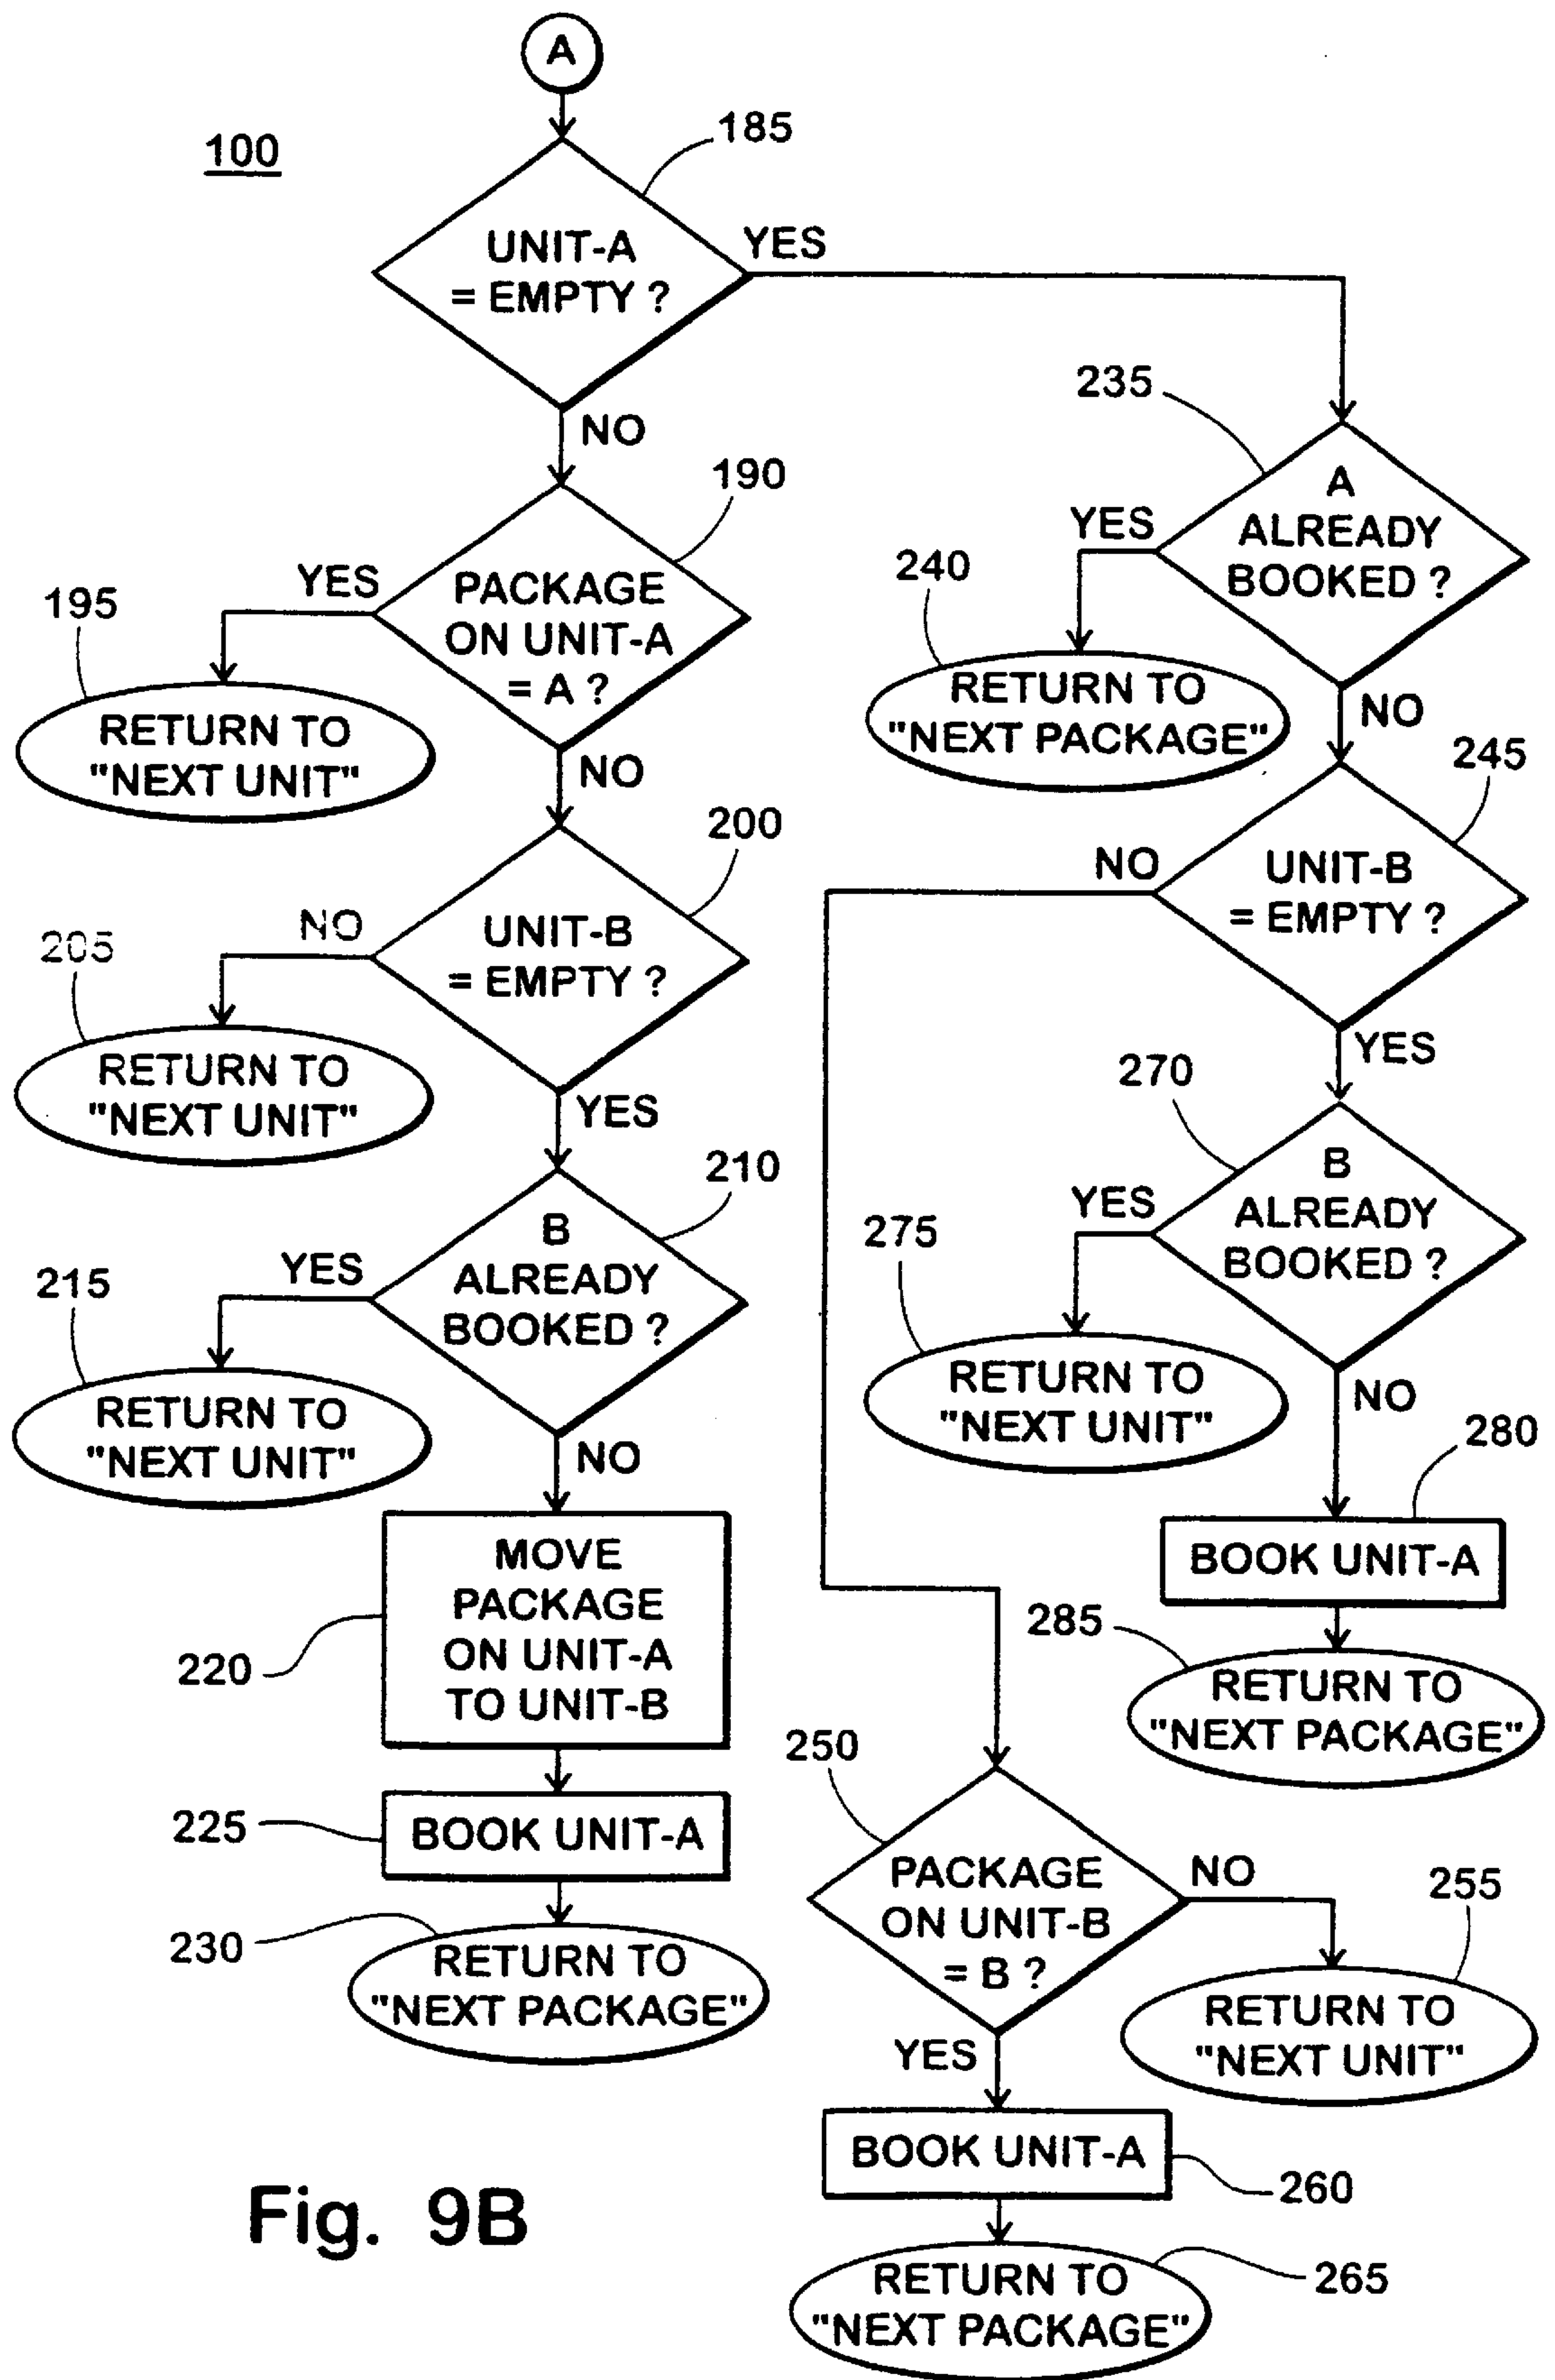 A
100
185
UNIT-A
= EMPTY ?
YES
NO
190
PACKAGE
ON UNIT-A
= A ?
YES
195
RETURN TO
"NEXT UNIT"
NO
200
UNIT-B
= EMPTY ?
NO
205
RETURN TO
"NEXT UNIT"
YES
210
B
ALREADY
BOOKED ?
YES
215
RETURN TO
"NEXT UNIT"
NO
MOVE
PACKAGE
ON UNIT-A
TO UNIT-B
220
BOOK UNIT-A
225
230
RETURN TO
"NEXT PACKAGE"
235
A
ALREADY
BOOKED ?
YES
240
RETURN TO
"NEXT PACKAGE"
NO
245
UNIT-B
= EMPTY ?
NO
YES
270
B
ALREADY
BOOKED ?
YES
275
RETURN TO
"NEXT UNIT"
NO
280
BOOK UNIT-A
285
RETURN TO
"NEXT PACKAGE"
250
PACKAGE
ON UNIT-B
= B ?
NO
255
RETURN TO
"NEXT UNIT"
YES
BOOK UNIT-A
260
RETURN TO
"NEXT PACKAGE"
265
Fig. 9B